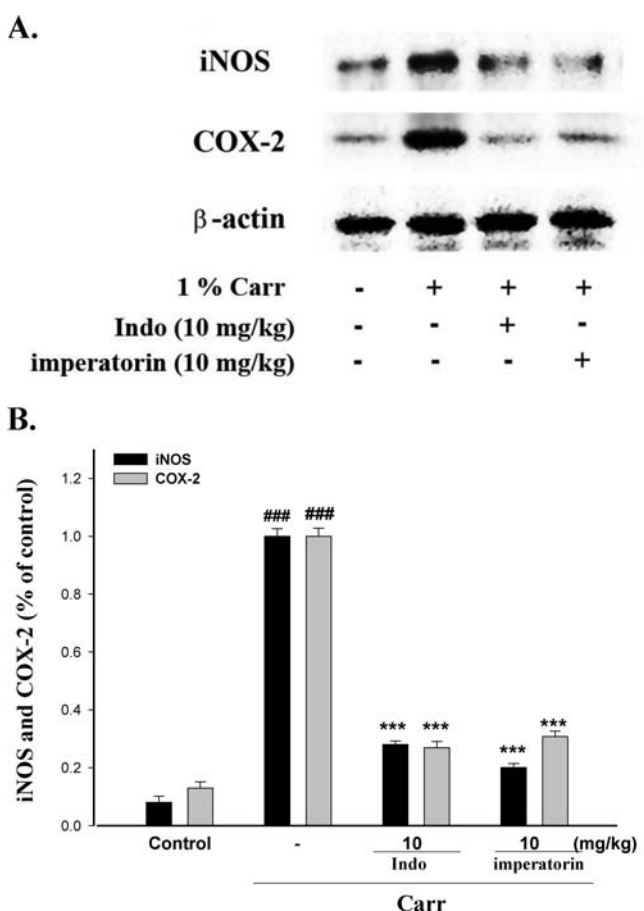 A.
iNOS
COX-2
β-actin
1 % Carr - + + +
Indo (10 mg/kg) - - + -
imperatorin (10 mg/kg) - - - +
B.
iNOS
COX-2
iNOS and COX-2 (% of control)
1.2
1.0
0.8
0.6
0.4
0.2
0.0
### ###
*** ***
*** ***
Control - 10 10 (mg/kg)
Indo imperatorin
Carr